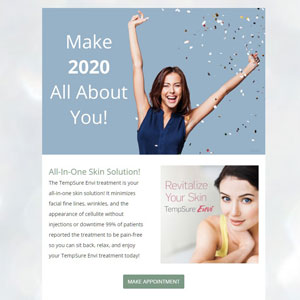 Make
2020
All About
You!
All-In-One Skin Solution!
The TempSure Envi treatment is your
all-in-one skin solution! It minimizes
facial fine lines, wrinkles, and the
appearance of cellulite without
injections or downtime 99% of patients
reported the treatment to be pain-free
so you can sit back, relax, and enjoy
your TempSure Envi treatment today!
Revitalize
Your Skin
TempSure Envi
MAKE APPOINTMENT